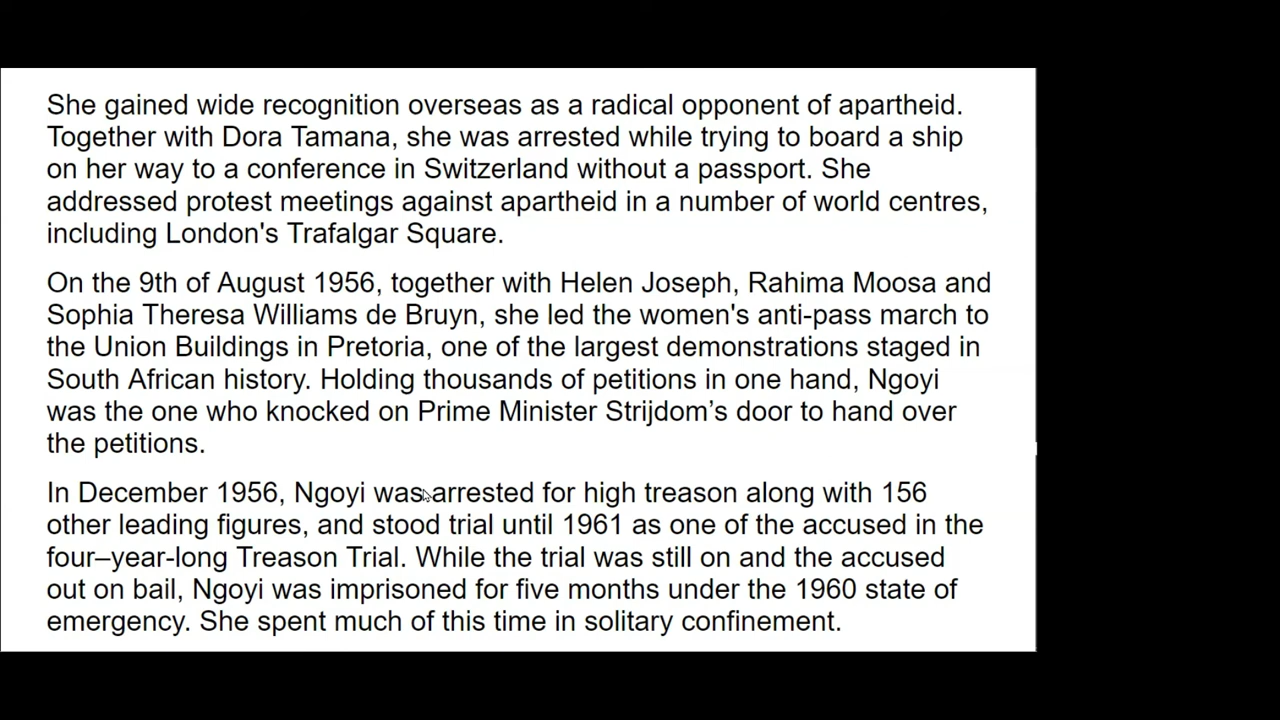 She gained wide recognition overseas as a radical opponent of apartheid.
Together with Dora Tamana, she was arrested while trying to board a ship
on her way to a conference in Switzerland without a passport. She
addressed protest meetings against apartheid in a number of world centres,
including London's Trafalgar Square.
On the 9th of August 1956, together with Helen Joseph, Rahima Moosa and
Sophia Theresa Williams de Bruyn, she led the women's anti-pass march to
the Union Buildings in Pretoria, one of the largest demonstrations staged in
South African history. Holding thousands of petitions in one hand, Ngoyi
was the one who knocked on Prime Minister Strijdom’s door to hand over
the petitions.
In December 1956, Ngoyi was arrested for high treason along with 156
other leading figures, and stood trial until 1961 as one of the accused in the
four–year-long Treason Trial. While the trial was still on and the accused
out on bail, Ngoyi was imprisoned for five months under the 1960 state of
emergency. She spent much of this time in solitary confinement.